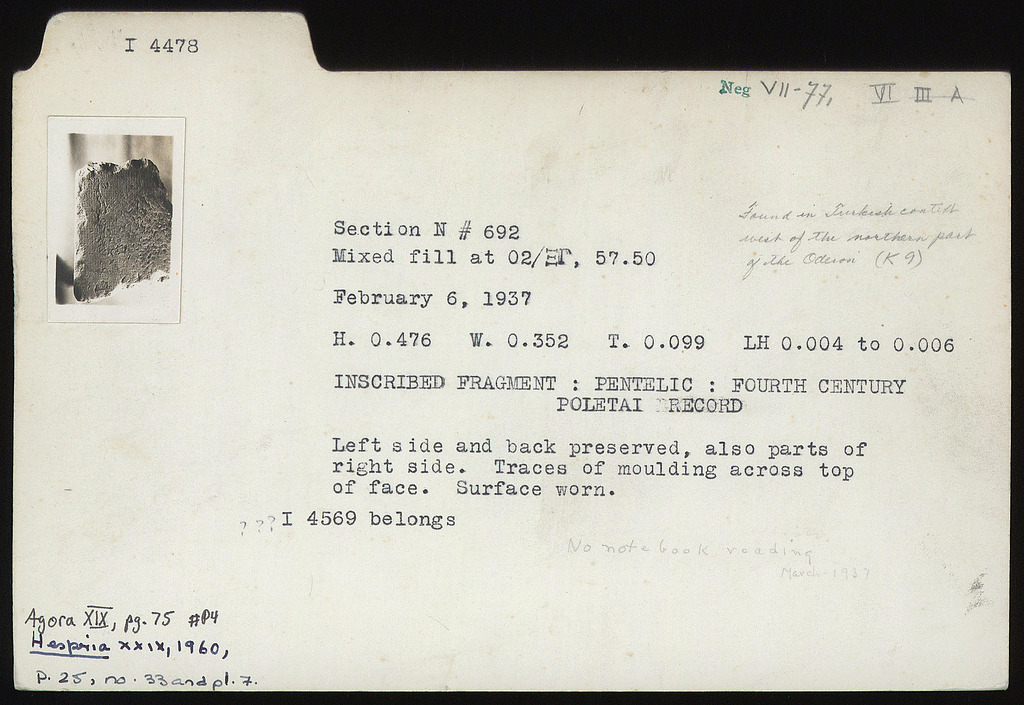 I 4478
Neg VII-77, VI III A
Found in Turkish context
west of the northern part
of the Odeion (K 9)
Section N # 692
Mixed fill at 02/ΞΓ, 57.50
February 6, 1937
H. 0.476 W. 0.352 T. 0.099 LH 0.004 to 0.006
INSCRIBED FRAGMENT : PENTELIC : FOURTH CENTURY
POLETAI RECORD
Left side and back preserved, also parts of
right side. Traces of moulding across top
of face. Surface worn.
??? I 4569 belongs
No notebook reading
March 1937
Agora XIX, pg. 75 #P4
Hesperia XXIX, 1960,
p. 25, no. 33 and pl. 7.